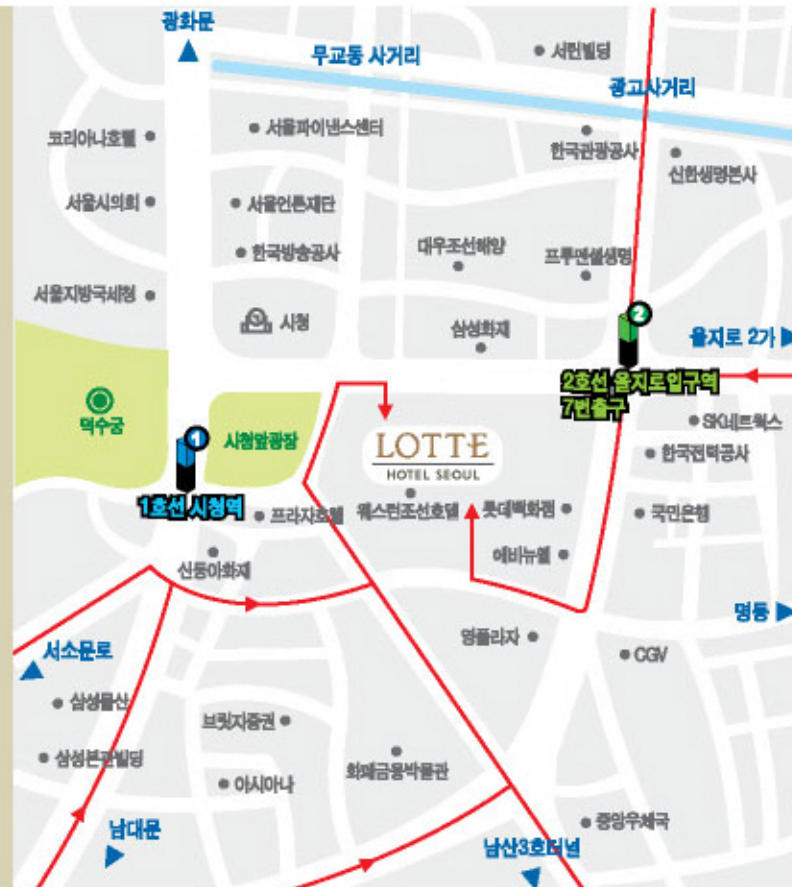 광화문
무교동 사거리
서린빌딩
광고사거리
코리아나호텔
서울파이낸스센터
한국관광공사
신한생명본사
서울시의회
서울언론재단
한국방송공사
대우조선해양
프루덴셜생명
서울지방국세청
시청
삼성화재
2
을지로 2가
2호선 을지로입구역
7번출구
덕수궁
1
시청앞광장
LOTTE
HOTEL SEOUL
SK네트웍스
한국전력공사
1호선 시청역
프라자호텔
웨스턴조선호텔
롯데백화점
국민은행
신동아화재
에비뉴엘
명동
영플라자
CGV
서소문로
삼성물산
브릿지증권
삼성본관빌딩
화폐금융박물관
아시아나
남대문
중앙우체국
남산3호터널